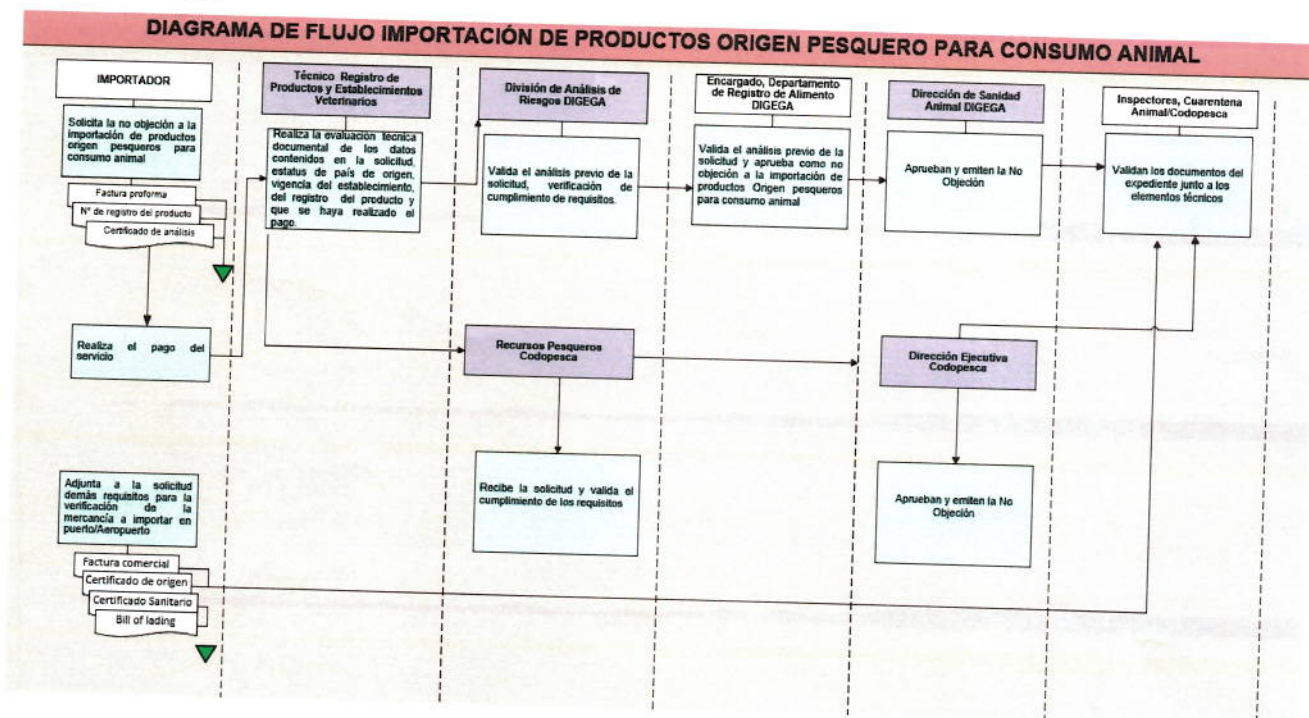 DIAGRAMA DE FLUJO IMPORTACIÓN DE PRODUCTOS ORIGEN PESQUERO PARA CONSUMO ANIMAL
IMPORTADOR
Solicita la no objeción a la
importación de productos
origen pesqueros para
consumo animal
Factura proforma
N° de registro del producto
Certificado de análisis
Realiza el pago del
servicio
Adjunta a la solicitud
demás requisitos para la
verificación de la
mercancía a importar en
puerto/Aeropuerto
Factura comercial
Certificado de origen
Certificado Sanitario
Bill of lading
Técnico Registro de
Productos y Establecimientos
Veterinarios
Realiza la evaluación técnica
documental de los datos
contenidos en la solicitud,
estatus de país de origen,
vigencia del establecimiento,
del registro del producto y
que se haya realizado el
pago.
División de Análisis de
Riesgos DIGEGA
Valida el análisis previo de la
solicitud, verificación de
cumplimiento de requisitos.
Recursos Pesqueros
Codopesca
Recibe la solicitud y valida el
cumplimiento de los requisitos
Encargado, Departamento
de Registro de Alimento
DIGEGA
Valida el análisis previo de la
solicitud y aprueba como no
objeción a la importación de
productos Origen pesqueros
para consumo animal
Dirección de Sanidad
Animal DIGEGA
Aprueban y emiten la No
Objeción
Dirección Ejecutiva
Codopesca
Aprueban y emiten la No
Objeción
Inspectores, Cuarentena
Animal/Codopesca
Validan los documentos del
expediente junto a los
elementos técnicos